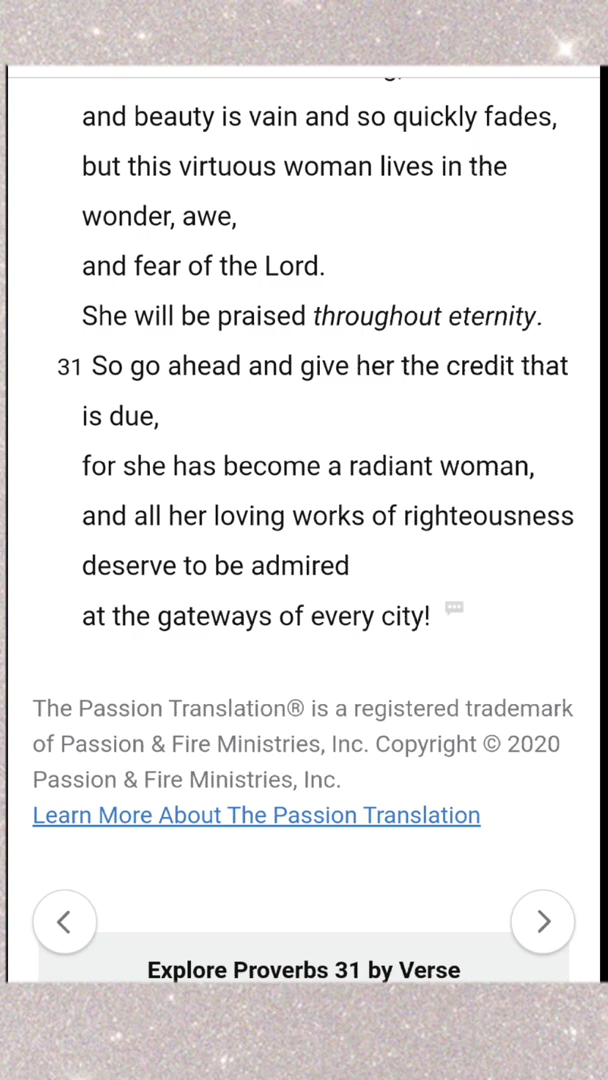 and beauty is vain and so quickly fades,
but this virtuous woman lives in the
wonder, awe,
and fear of the Lord.
She will be praised throughout eternity.
31 So go ahead and give her the credit that
is due,
for she has become a radiant woman,
and all her loving works of righteousness
deserve to be admired
at the gateways of every city!
The Passion Translation® is a registered trademark
of Passion & Fire Ministries, Inc. Copyright © 2020
Passion & Fire Ministries, Inc.
Learn More About The Passion Translation
Explore Proverbs 31 by Verse